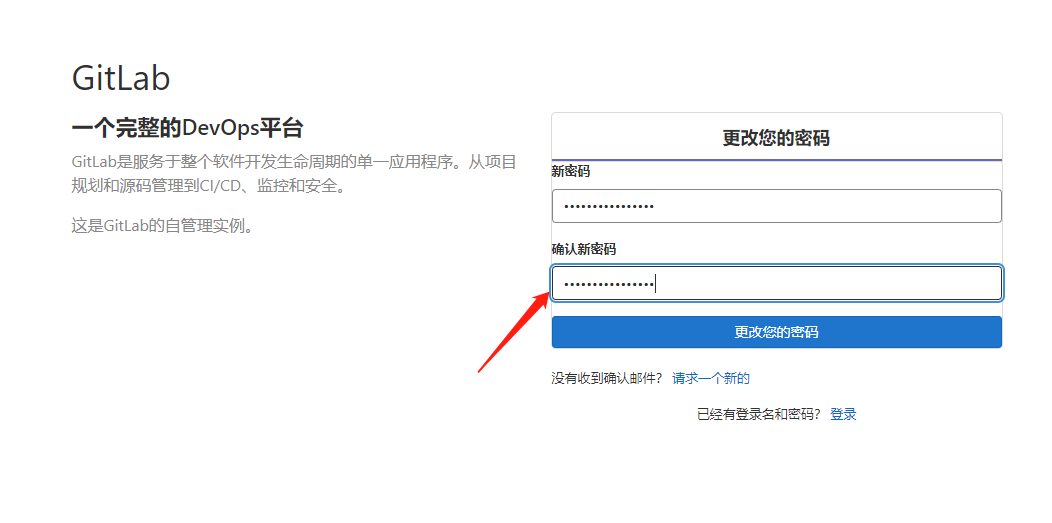 GitLab
一个完整的DevOps平台
GitLab是服务于整个软件开发生命周期的单一应用程序。从项目
规划和源码管理到CI/CD、监控和安全。
这是GitLab的自管理实例。
更改您的密码
新密码
••••••••••••••••
确认新密码
••••••••••••••••
更改您的密码
没有收到确认邮件? 请求一个新的
已经有登录名和密码? 登录